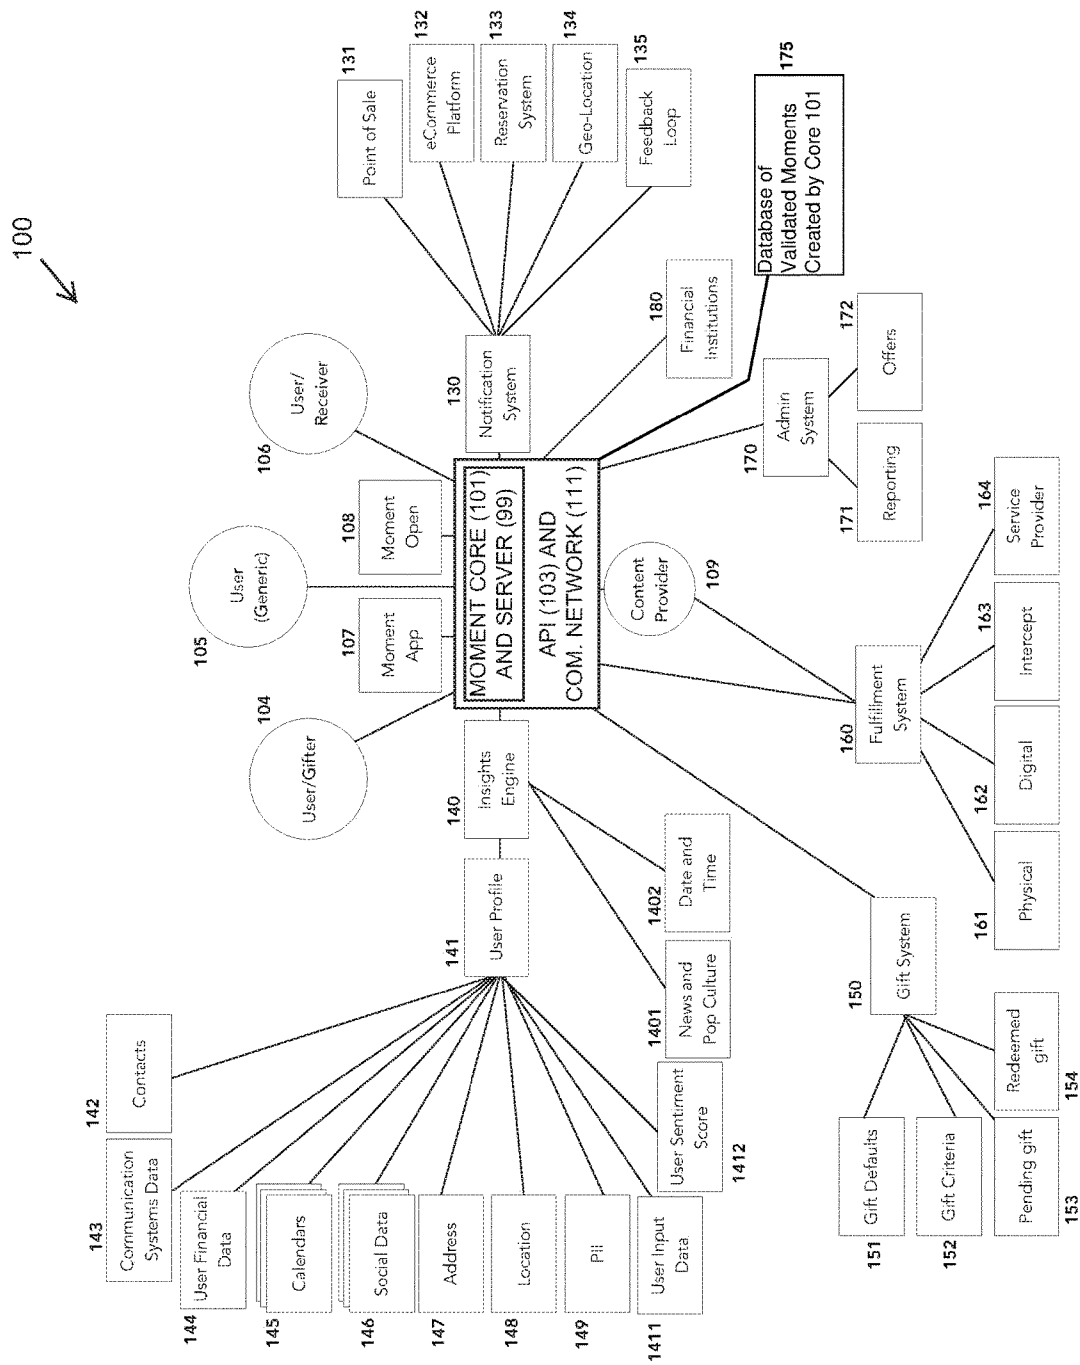 100
142
Contacts
143
Communication
Systems Data
144
User Financial
Data
145
Calendars
146
Social Data
147
Address
148
Location
149
PII
1411
User Input
Data
1412
User Sentiment
Score
141
User Profile
140
Insights
Engine
1401
News and
Pop Culture
1402
Date and
Time
104
User/Gifter
107
Moment
App
105
User
(Generic)
108
Moment
Open
106
User/
Receiver
MOMENT CORE (101)
AND SERVER (99)
API (103) AND
COM. NETWORK (111)
Content
Provider
109
130
Notification
System
131
Point of Sale
132
eCommerce
Platform
133
Reservation
System
134
Geo-Location
135
Feedback
Loop
180
Financial
Institutions
175
Database of
Validated Moments
Created by Core 101
170
Admin
System
171
Reporting
172
Offers
150
Gift System
151
Gift Defaults
152
Gift Criteria
153
Pending gift
154
Redeemed
gift
160
Fulfillment
System
161
Physical
162
Digital
163
Intercept
164
Service
Provider